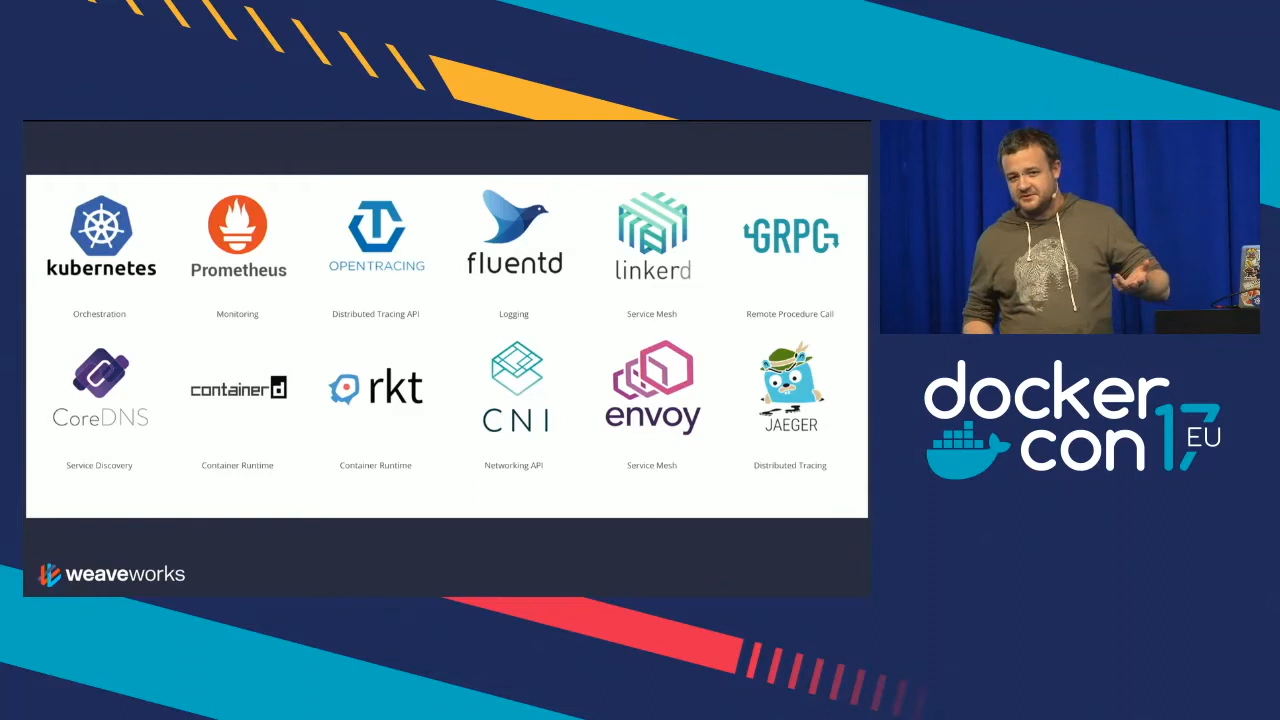 kubernetes
Prometheus
OPENTRACING
fluentd
linkerd
GRPC
Orchestration
Monitoring
Distributed Tracing API
Logging
Service Mesh
Remote Procedure Call
CoreDNS
containerd
rkt
CNI
envoy
JAEGER
Service Discovery
Container Runtime
Container Runtime
Networking API
Service Mesh
Distributed Tracing
weaveworks
docker
con 17 EU